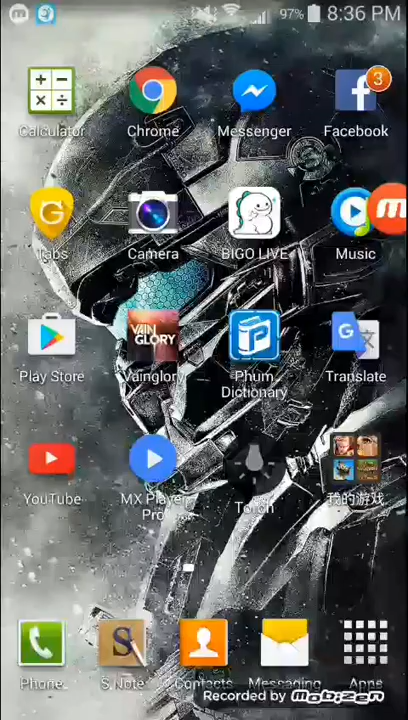 97% 8:36 PM
3
Calculator Chrome Messenger Facebook
Tabs Camera BIGO LIVE Music
VAIN
GLORY
Play Store Vainglory Phum Dictionary Translate
YouTube MX Player Pro Torch 我的游戏
Phone S Note Contacts Messaging Apps
Recorded by mobizen